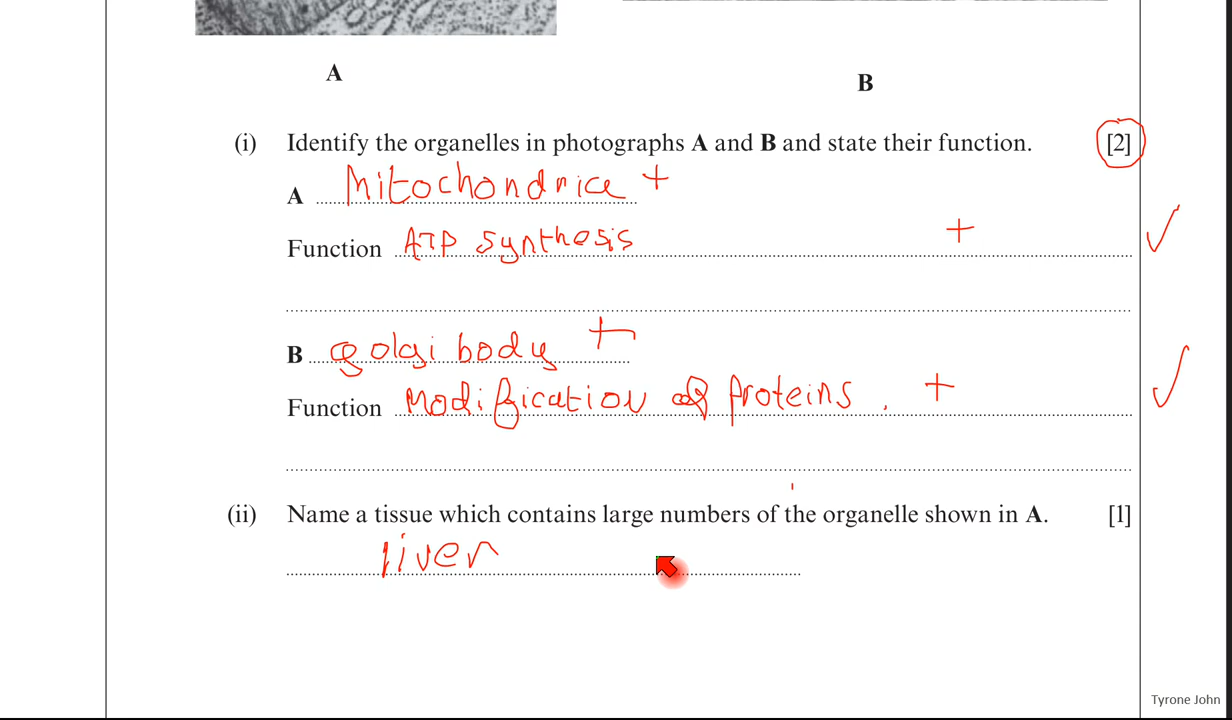 A
B
(i) Identify the organelles in photographs A and B and state their function. [2]
A Mitochondrica +
Function ATP synthesis + ✓
B golgi body +
Function Modification of proteins. + ✓
(ii) Name a tissue which contains large numbers of the organelle shown in A. [1]
liver
Tyrone John